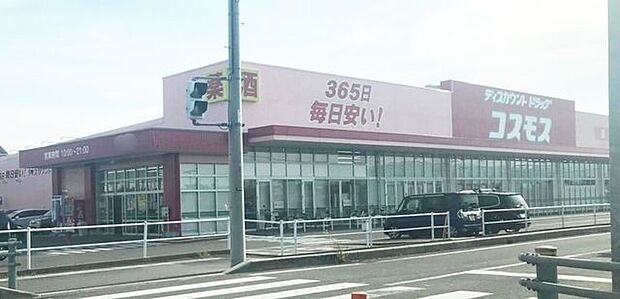 薬 酒
365日
毎日安い!
ディスカウントドラッグ
コスモス
営業時間 10:00~21:00